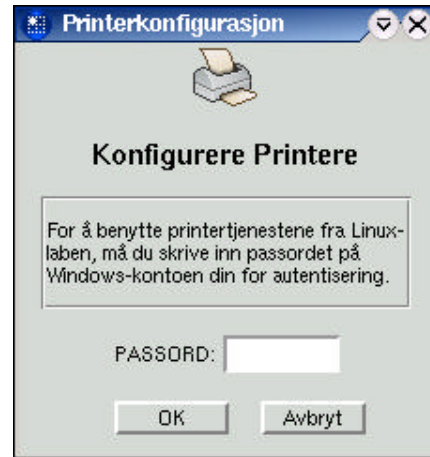 Printerkonfigurasjon
Konfigurere Printere
For å benytte printertjenestene fra Linux-
laben, må du skrive inn passordet på
Windows-kontoen din for autentisering.
PASSORD:
OK Avbryt